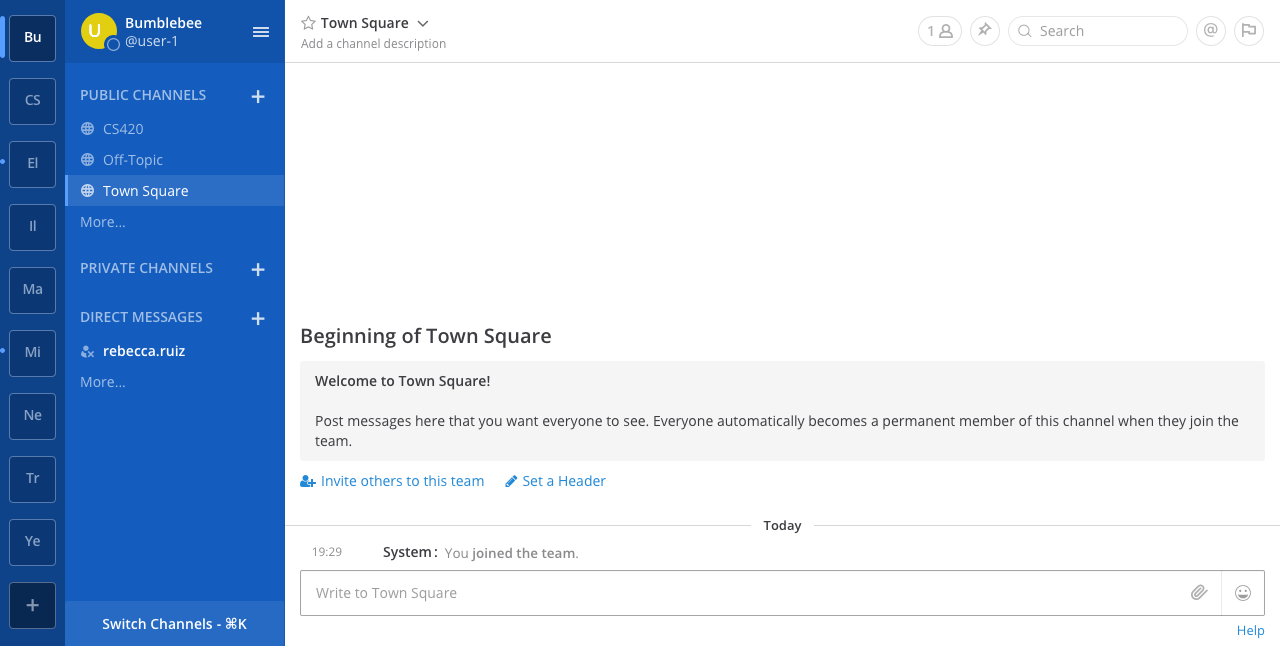 Bu
CS
El
Il
Ma
Mi
Ne
Tr
Ye
+
U
Bumblebee
@user-1
PUBLIC CHANNELS +
CS420
Off-Topic
Town Square
More...
PRIVATE CHANNELS +
DIRECT MESSAGES +
rebecca.ruiz
More...
Switch Channels - ⌘K
Town Square
Add a channel description
1
Search
@
Beginning of Town Square
Welcome to Town Square!
Post messages here that you want everyone to see. Everyone automatically becomes a permanent member of this channel when they join the
team.
Invite others to this team Set a Header
Today
19:29 System: You joined the team.
Write to Town Square
Help